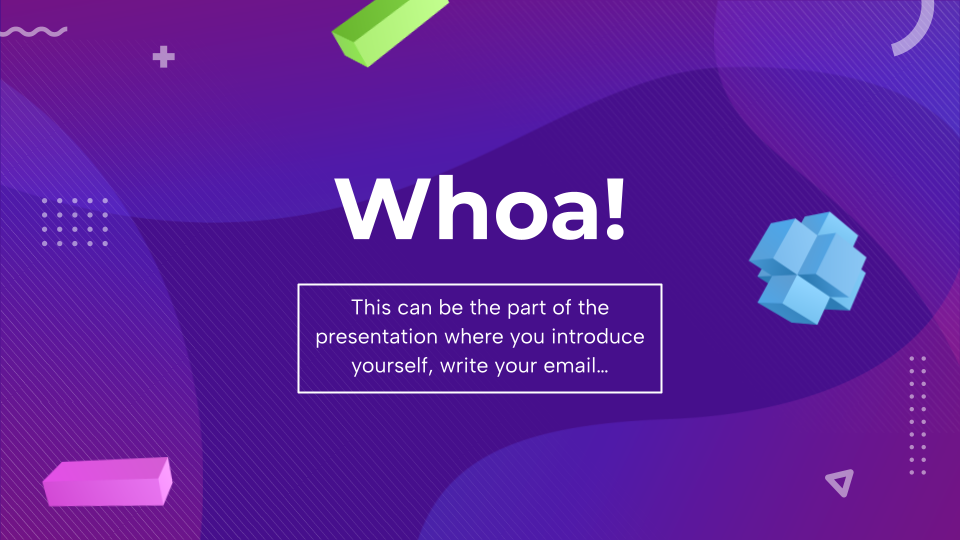 Whoa!
This can be the part of the
presentation where you introduce
yourself, write your email…